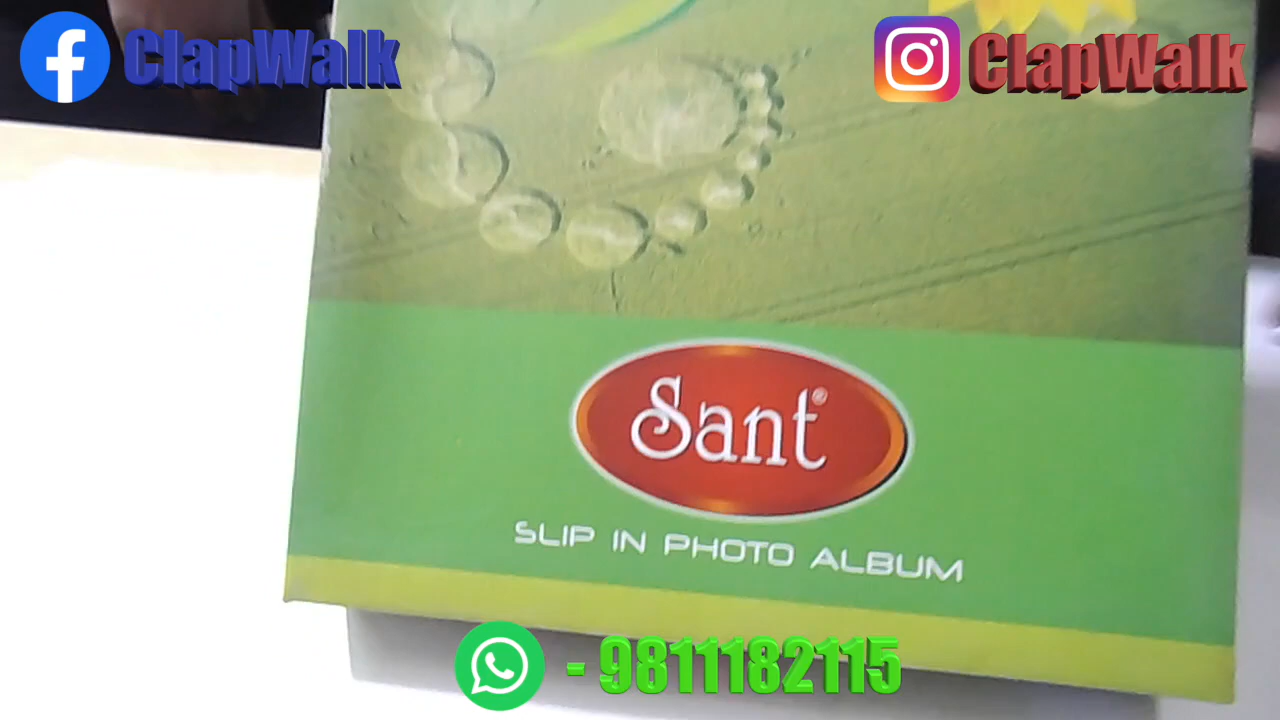 ClapWalk
ClapWalk
Sant®
SLIP IN PHOTO ALBUM
- 9811182115